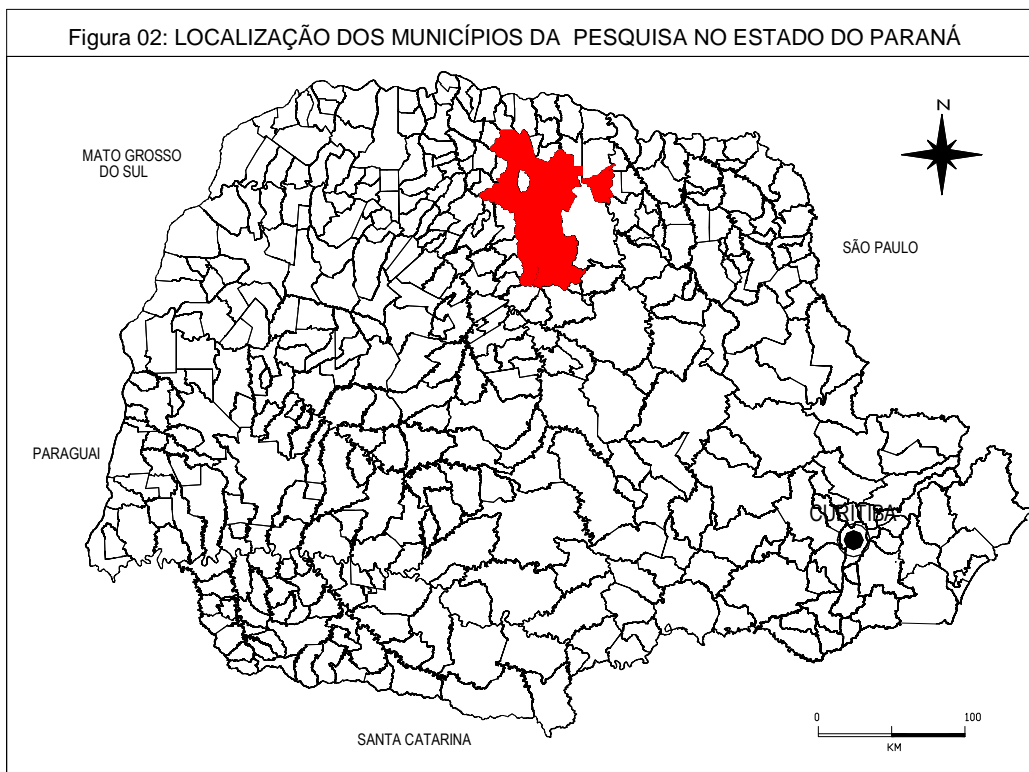 Figura 02: LOCALIZAÇÃO DOS MUNICÍPIOS DA PESQUISA NO ESTADO DO PARANÁ
N
MATO GROSSO
DO SUL
SÃO PAULO
PARAGUAI
CURITIBA
SANTA CATARINA
0 100
KM